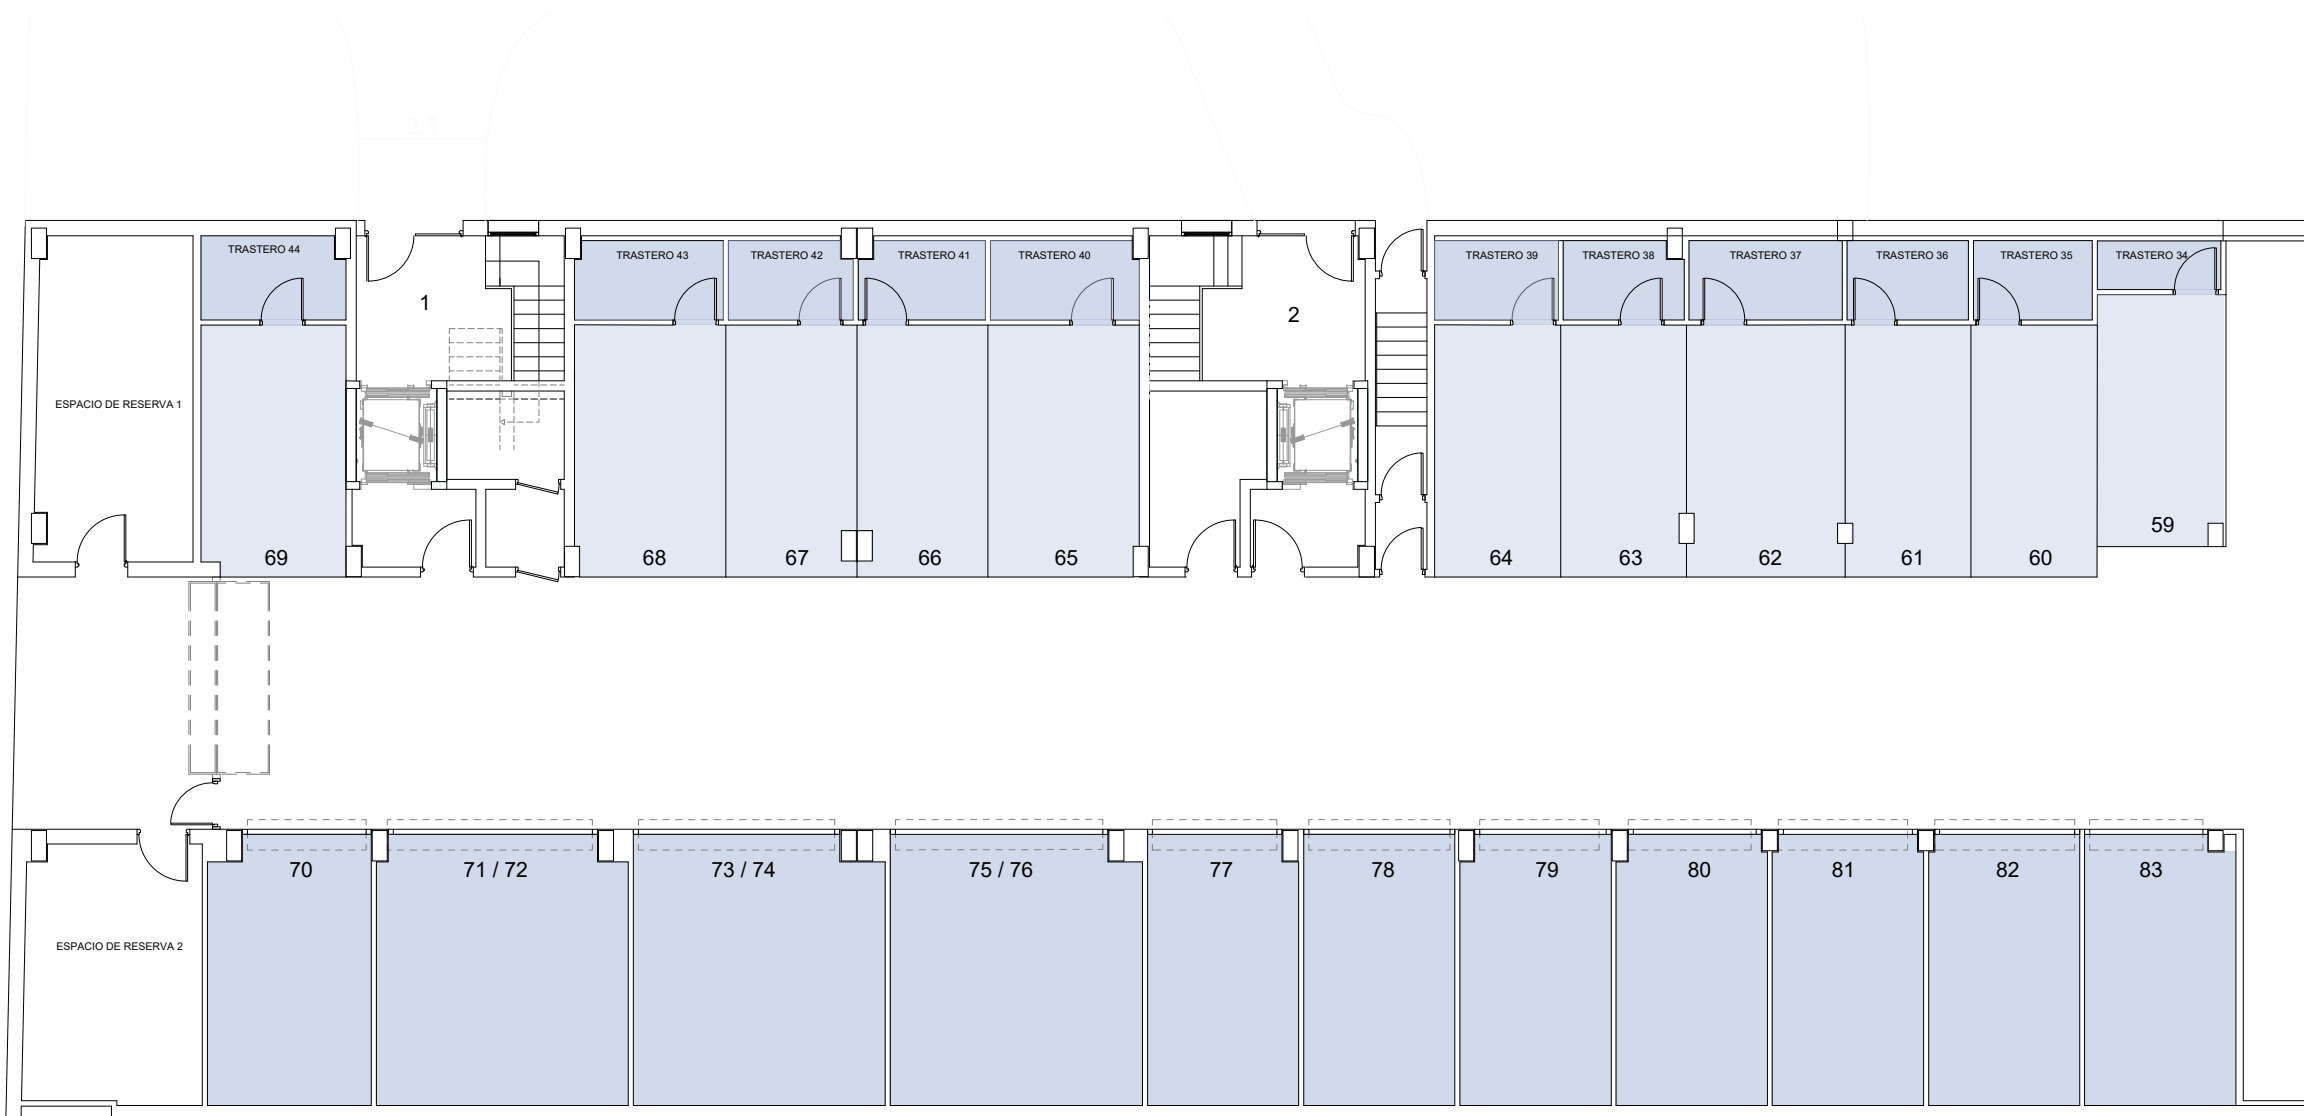 2.5
TRASTERO 44
TRASTERO 43
TRASTERO 42
TRASTERO 41
TRASTERO 40
TRASTERO 39
TRASTERO 38
TRASTERO 37
TRASTERO 36
TRASTERO 35
TRASTERO 34
1
2
ESPACIO DE RESERVA 1
69
68
67
66
65
64
63
62
61
60
59
70
71 / 72
73 / 74
75 / 76
77
78
79
80
81
82
83
ESPACIO DE RESERVA 2